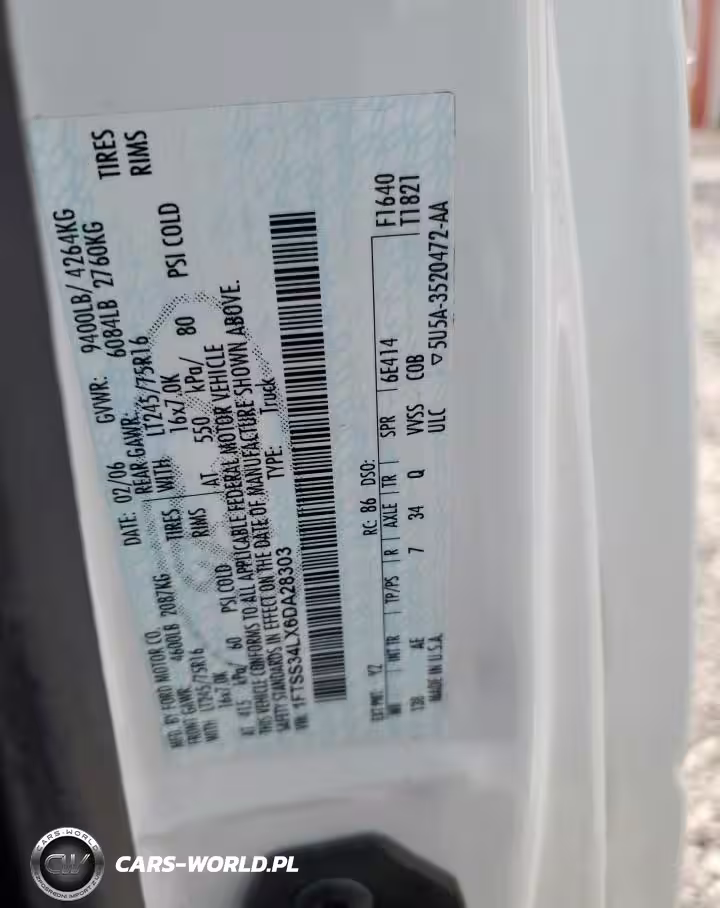 MFD. BY FORD MOTOR CO.
DATE: 02/06 GVWR: 9400LB/ 4264KG
FRONT GAWR: 4600LB 2087KG REAR GAWR: 6084LB 2760KG
WITH LT245/75R16 TIRES WITH LT245/75R16 TIRES
16x7.0K RIMS 16x7.0K RIMS
AT 415 kPa/ 60 PSI COLD AT 550 kPa/ 80 PSI COLD
THIS VEHICLE CONFORMS TO ALL APPLICABLE FEDERAL MOTOR VEHICLE
SAFETY STANDARDS IN EFFECT ON THE DATE OF MANUFACTURE SHOWN ABOVE.
VIN: 1FTSS34LX6DA28303 TYPE: Truck
F1640
T1821
EXT PNT: YZ RC: 86 DSO:
WB INT TR TP/PS R AXLE TR SPR 6E414
138 AE 7 34 Q VVSS COB
MADE IN U.S.A. ULC
▽5U5A-3520472-AA
CARS-WORLD
CW
CARS-WORLD.PL